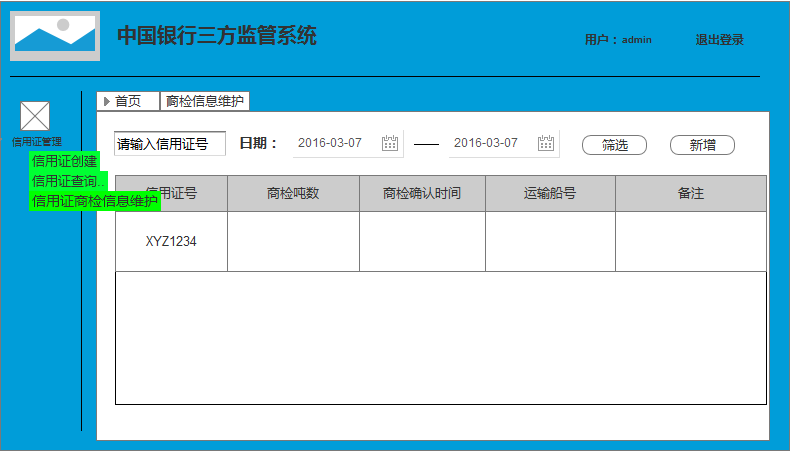 中国银行三方监管系统
用户：admin
退出登录
首页
商检信息维护
信用证管理
信用证创建
信用证查询..
信用证商检信息维护
请输入信用证号
日期：
2016-03-07
2016-03-07
筛选
新增
信用证号
商检吨数
商检确认时间
运输船号
备注
XYZ1234